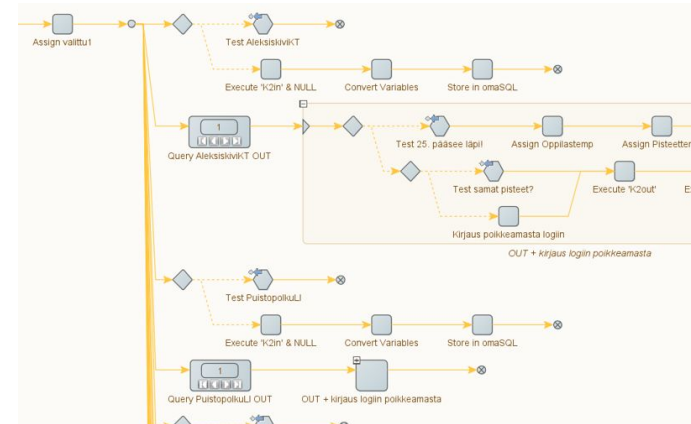 Assign valittu1
Test AleksiskiviKT
Execute 'K2in' & NULL
Convert Variables
Store in omaSQL
1
Query AleksiskiviKT OUT
Test 25. pääsee läpi!
Assign Oppilastemp
Assign Pisteetter
Test samat pisteet?
Execute 'K2out'
Kirjaus poikkeamasta logiin
OUT + kirjaus logiin poikkeamasta
Test PuistopolkuLI
Execute 'K2in' & NULL
Convert Variables
Store in omaSQL
1
Query PuistopolkuLI OUT
OUT + kirjaus logiin poikkeamasta